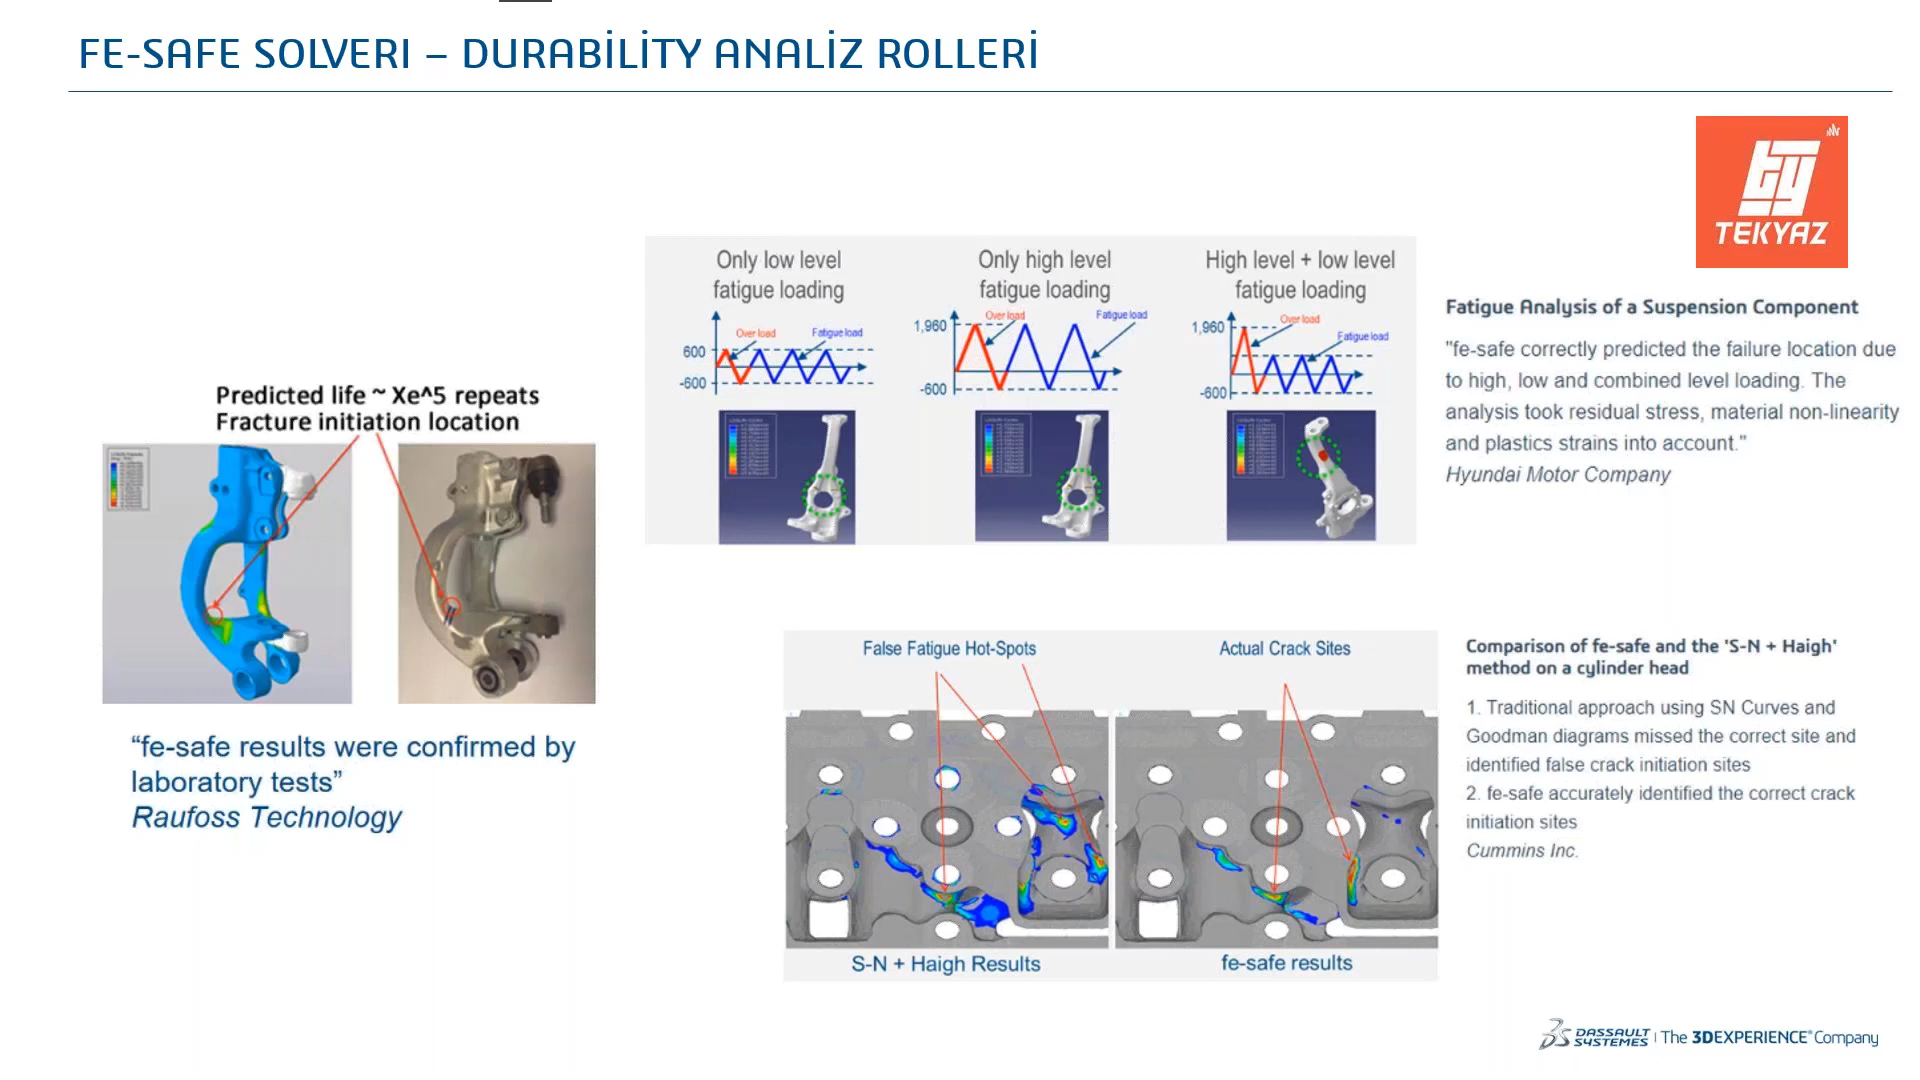 FE-SAFE SOLVERI – DURABİLİTY ANALİZ ROLLERİ
TEKYAZ
Predicted life ~ Xe^5 repeats
Fracture initiation location
“fe-safe results were confirmed by
laboratory tests”
Raufoss Technology
Only low level
fatigue loading
Over load
Fatigue load
600
-600
Only high level
fatigue loading
Over load
Fatigue load
1,960
-600
High level + low level
fatigue loading
Over load
Fatigue load
1,960
-600
Fatigue Analysis of a Suspension Component
"fe-safe correctly predicted the failure location due
to high, low and combined level loading. The
analysis took residual stress, material non-linearity
and plastics strains into account."
Hyundai Motor Company
False Fatigue Hot-Spots
Actual Crack Sites
S-N + Haigh Results
fe-safe results
Comparison of fe-safe and the 'S-N + Haigh'
method on a cylinder head
1. Traditional approach using SN Curves and
Goodman diagrams missed the correct site and
identified false crack initiation sites
2. fe-safe accurately identified the correct crack
initiation sites
Cummins Inc.
DASSAULT
SYSTEMES
The 3DEXPERIENCE® Company